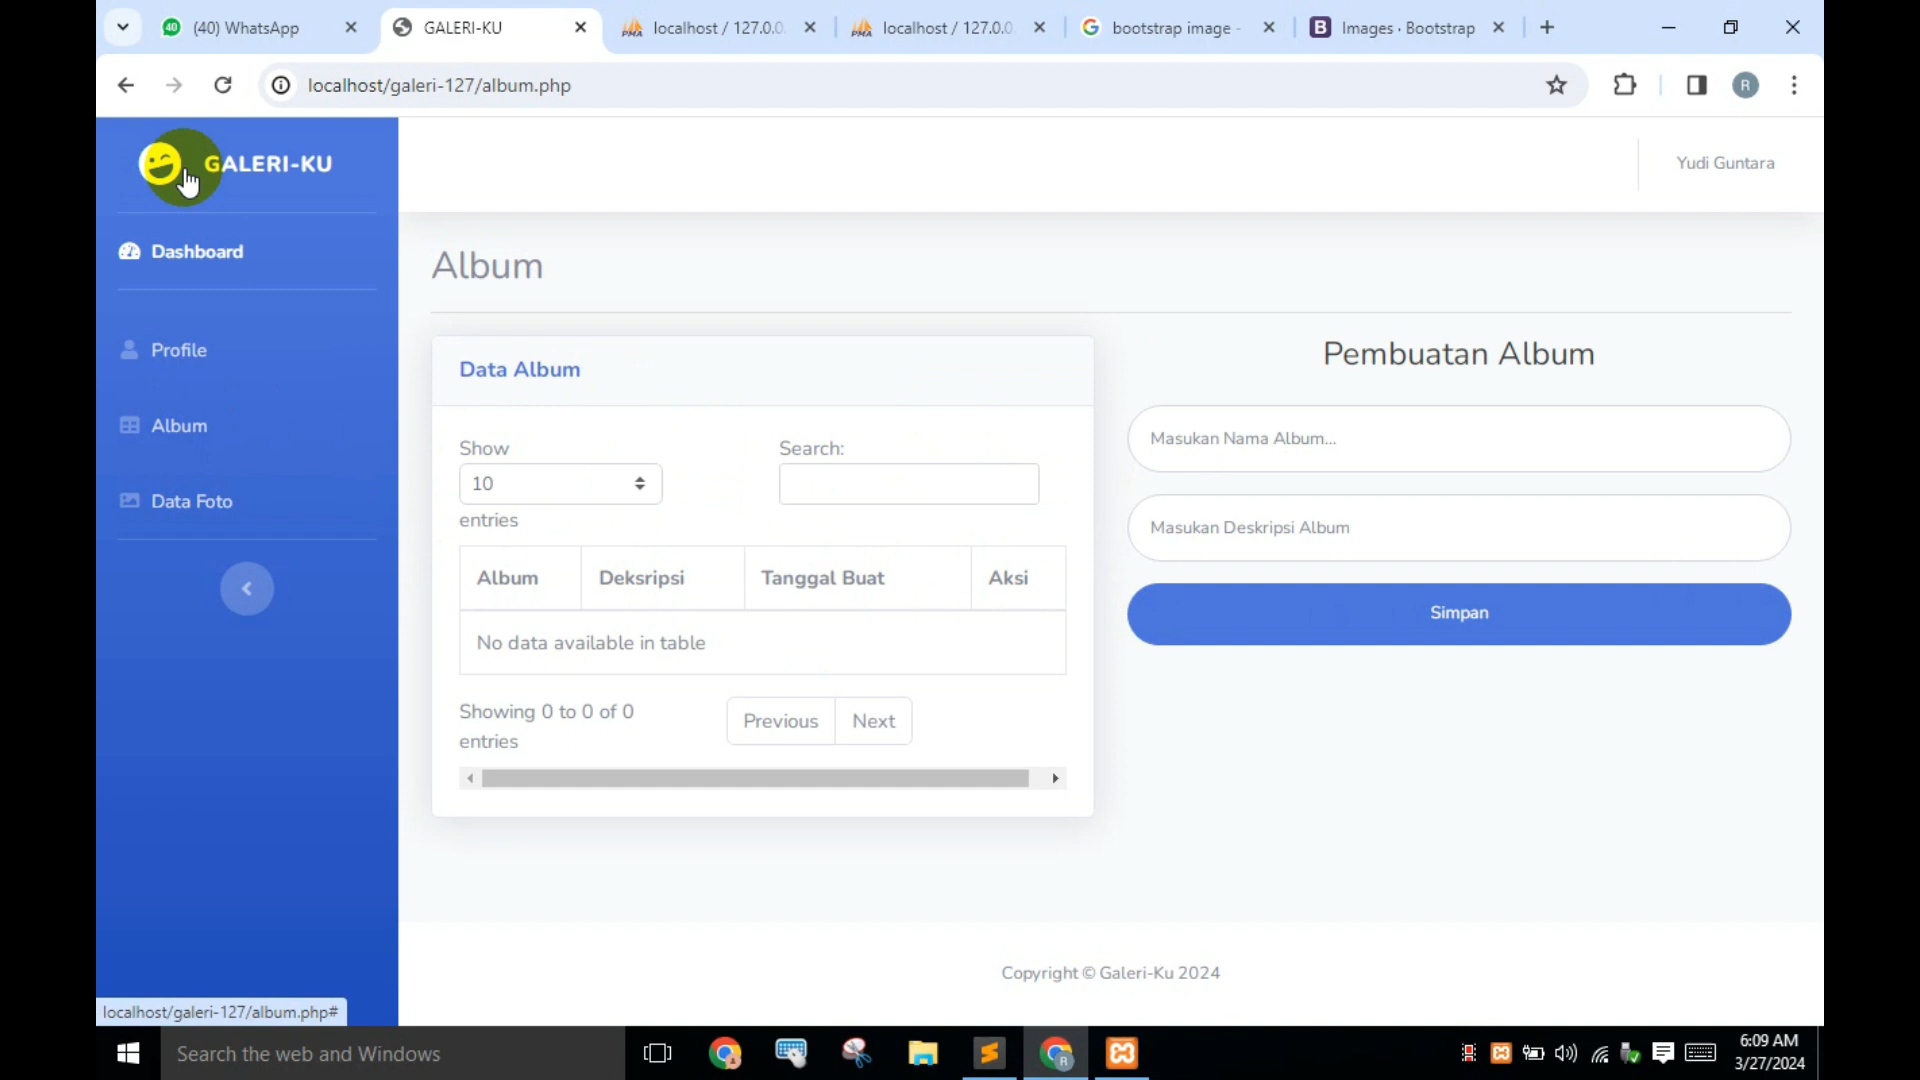 40 (40) WhatsApp
GALERI-KU
PMA localhost / 127.0.0.
PMA localhost / 127.0.0
G bootstrap image -
B Images · Bootstrap
localhost/galeri-127/album.php
R
GALERI-KU
Yudi Guntara
Dashboard
Profile
Album
Data Foto
Album
Data Album
Show
10
entries
Search:
Album Deksripsi Tanggal Buat Aksi
No data available in table
Showing 0 to 0 of 0
entries
Previous Next
Pembuatan Album
Masukan Nama Album...
Masukan Deskripsi Album
Simpan
Copyright © Galeri-Ku 2024
localhost/galeri-127/album.php#
Search the web and Windows
6:09 AM
3/27/2024